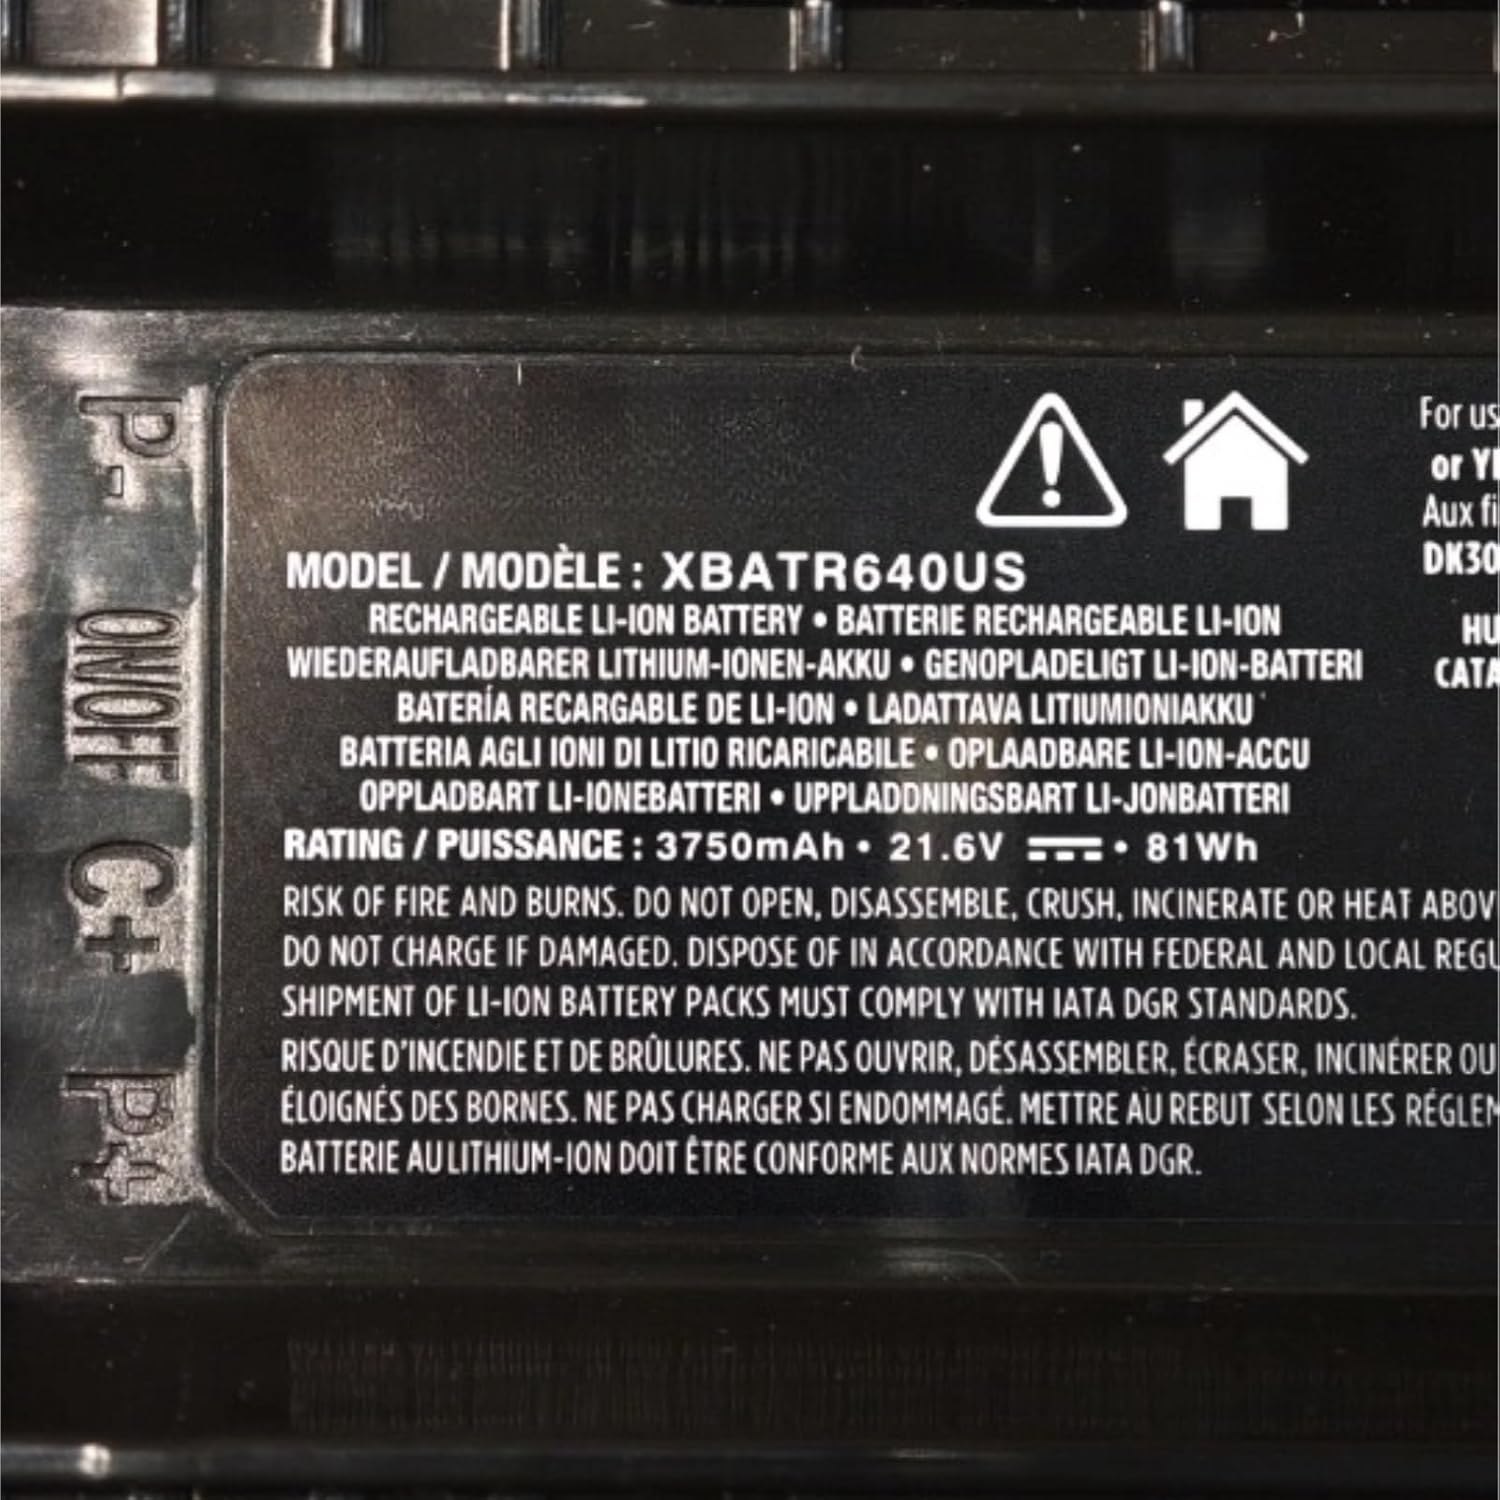 P-
ON/OFF
C+
P+
For us
or
Aux fi
DK30
HU
CATA
MODEL / MODÈLE : XBATR640US
RECHARGEABLE LI-ION BATTERY • BATTERIE RECHARGEABLE LI-ION
WIEDERAUFLADBARER LITHIUM-IONEN-AKKU • GENOPLADELIGT LI-ION-BATTERI
BATERÍA RECARGABLE DE LI-ION • LADATTAVA LITIUMIONIAKKU
BATTERIA AGLI IONI DI LITIO RICARICABILE • OPLAADBARE LI-ION-ACCU
OPPLADBART LI-IONEBATTERI • UPPLADDNINGSBART LI-JONBATTERI
RATING / PUISSANCE : 3750mAh • 21.6V ⎓ • 81Wh
RISK OF FIRE AND BURNS. DO NOT OPEN, DISASSEMBLE, CRUSH, INCINERATE OR HEAT ABOV
DO NOT CHARGE IF DAMAGED. DISPOSE OF IN ACCORDANCE WITH FEDERAL AND LOCAL REGU
SHIPMENT OF LI-ION BATTERY PACKS MUST COMPLY WITH IATA DGR STANDARDS.
RISQUE D'INCENDIE ET DE BRÛLURES. NE PAS OUVRIR, DÉSASSEMBLER, ÉCRASER, INCINÉRER OU
ÉLOIGNÉS DES BORNES. NE PAS CHARGER SI ENDOMMAGÉ. METTRE AU REBUT SELON LES RÉGLEM
BATTERIE AU LITHIUM-ION DOIT ÊTRE CONFORME AUX NORMES IATA DGR.